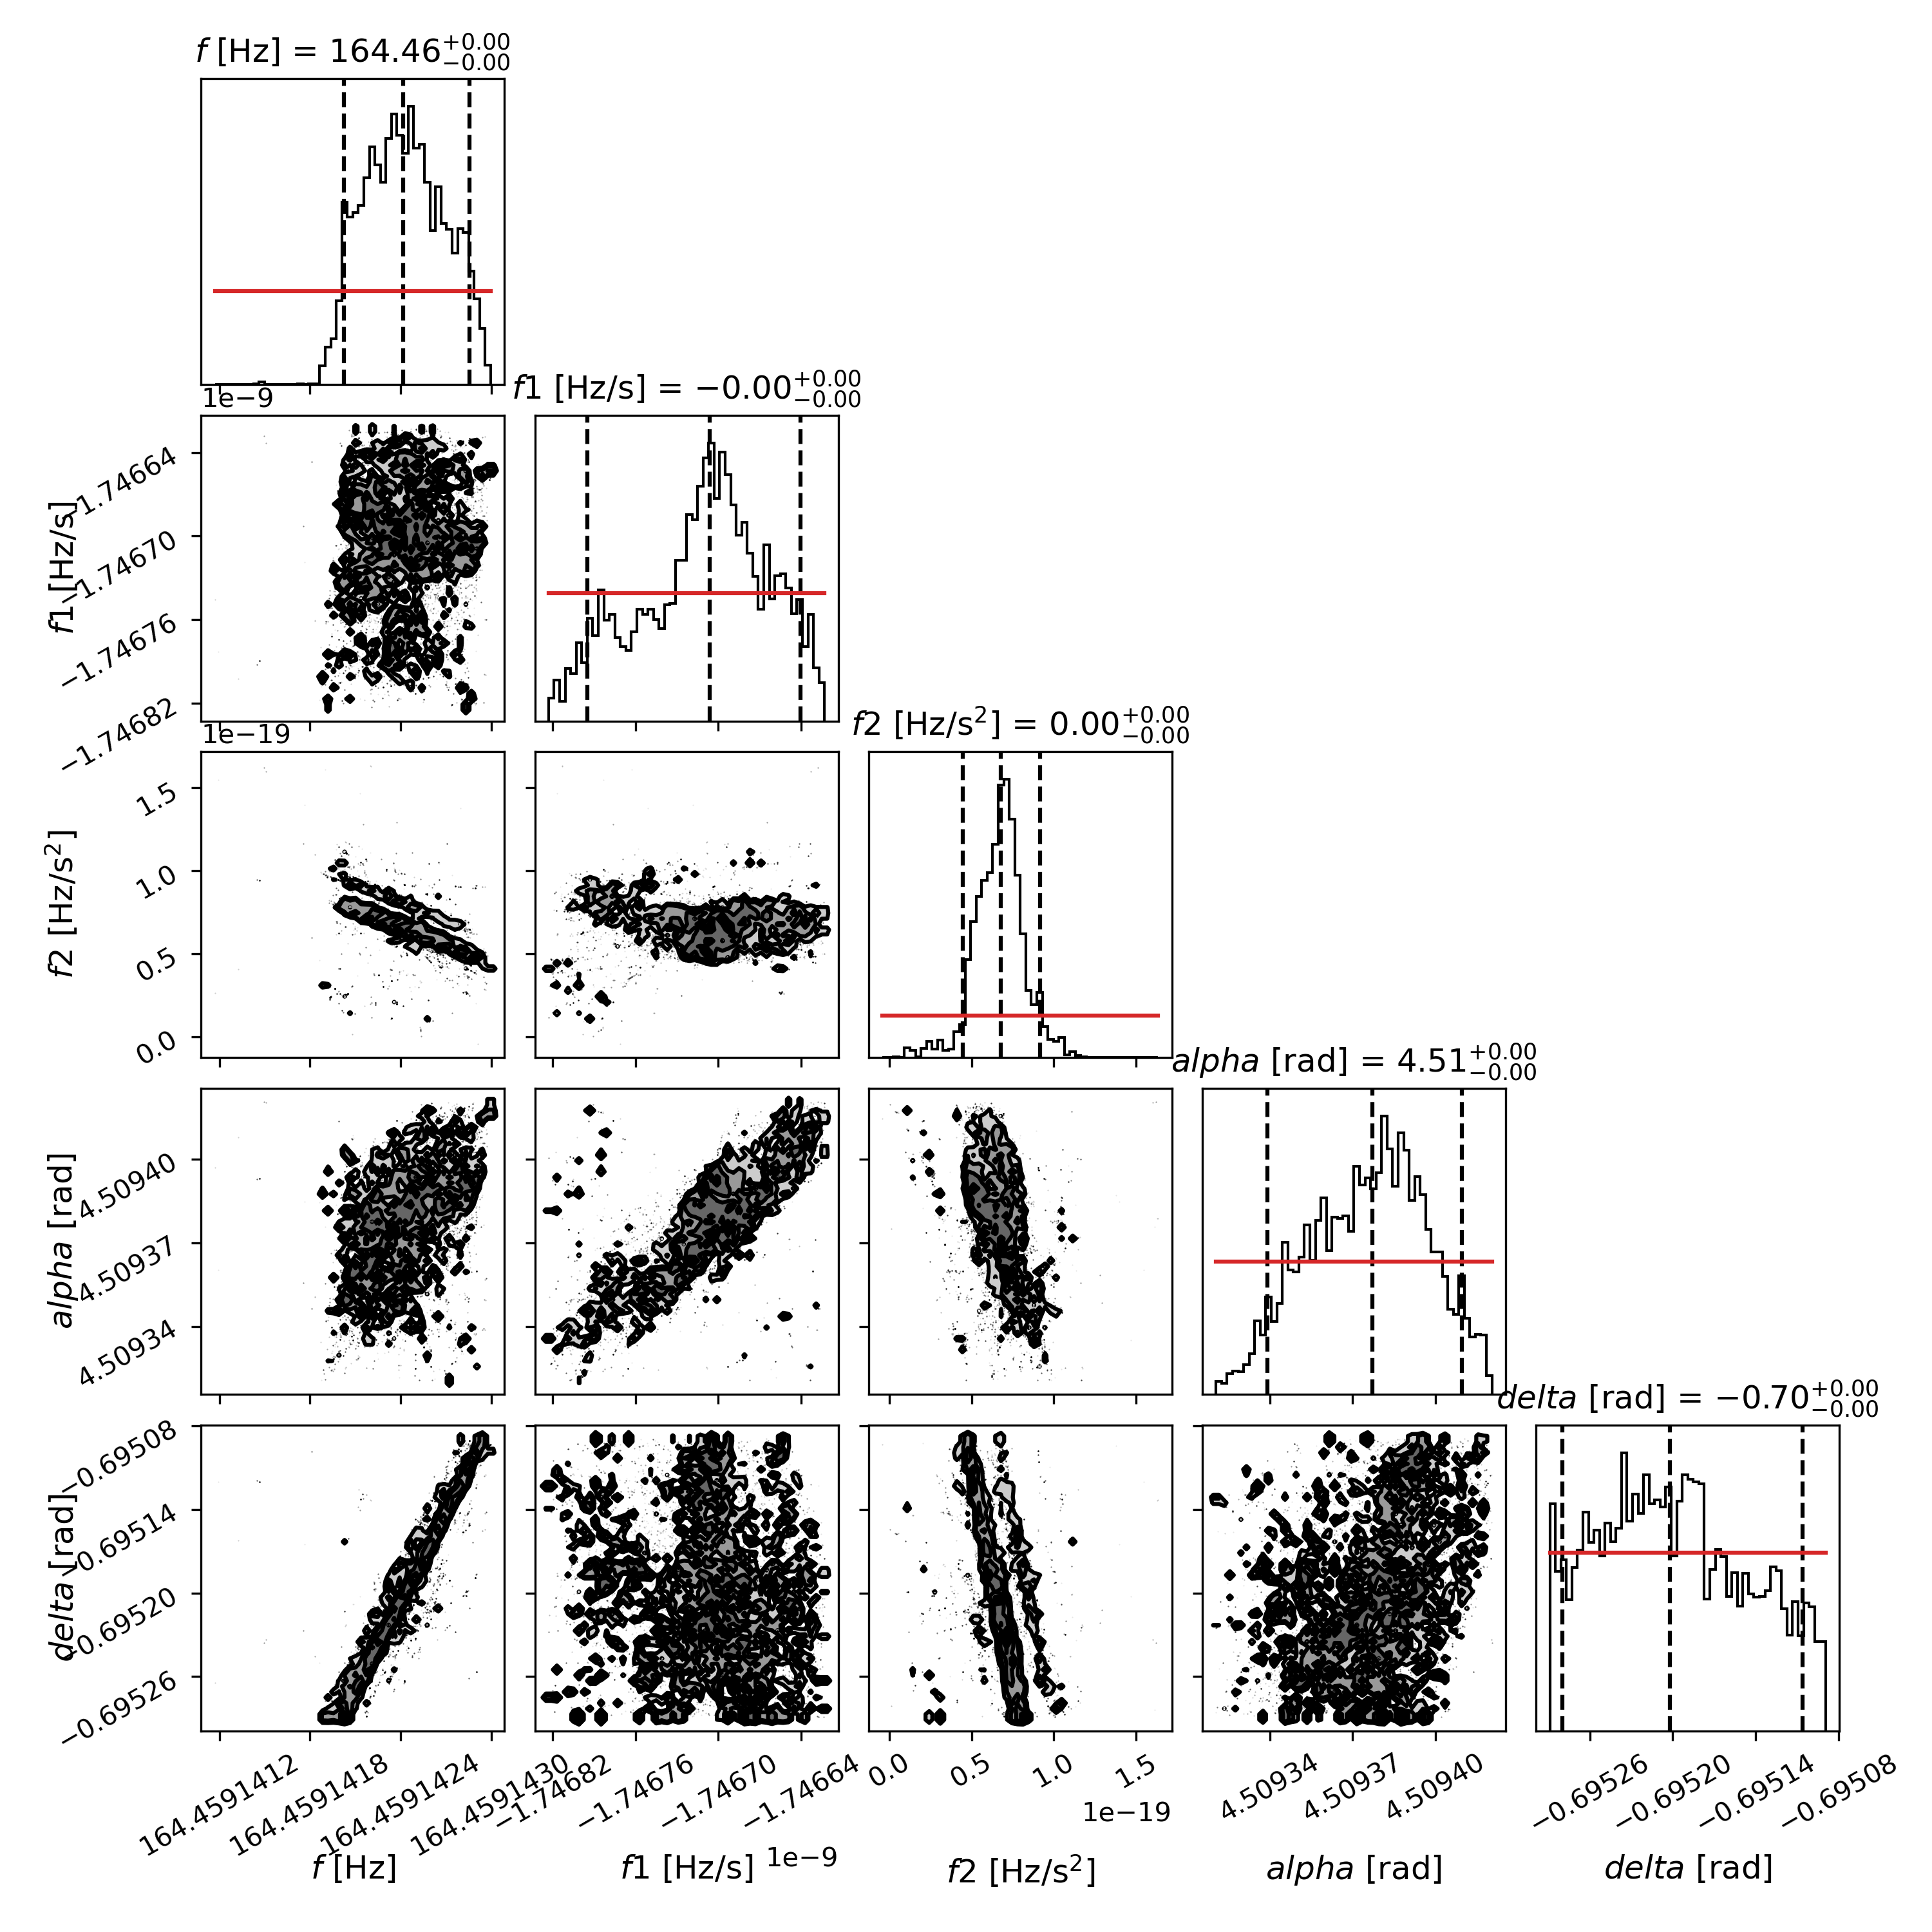 f [Hz] = 164.46+0.00−0.00
1e−9
f1 [Hz/s] = −0.00+0.00−0.00
−1.74664
−1.74670
−1.74676
−1.74682
f1 [Hz/s]
1e−19
f2 [Hz/s²] = 0.00+0.00−0.00
1.5
1.0
0.5
0.0
f2 [Hz/s²]
alpha [rad] = 4.51+0.00−0.00
4.50940
4.50937
4.50934
alpha [rad]
delta [rad] = −0.70+0.00−0.00
−0.69508
−0.69514
−0.69520
−0.69526
delta [rad]
164.4591412 164.4591418 164.4591424 164.4591430
−1.74682 −1.74676 −1.74670 −1.74664
0.0 0.5 1.0 1.5
4.50934 4.50937 4.50940
−0.69526 −0.69520 −0.69514 −0.69508
1e−19
f [Hz]
f1 [Hz/s] 1e−9
f2 [Hz/s²]
alpha [rad]
delta [rad]